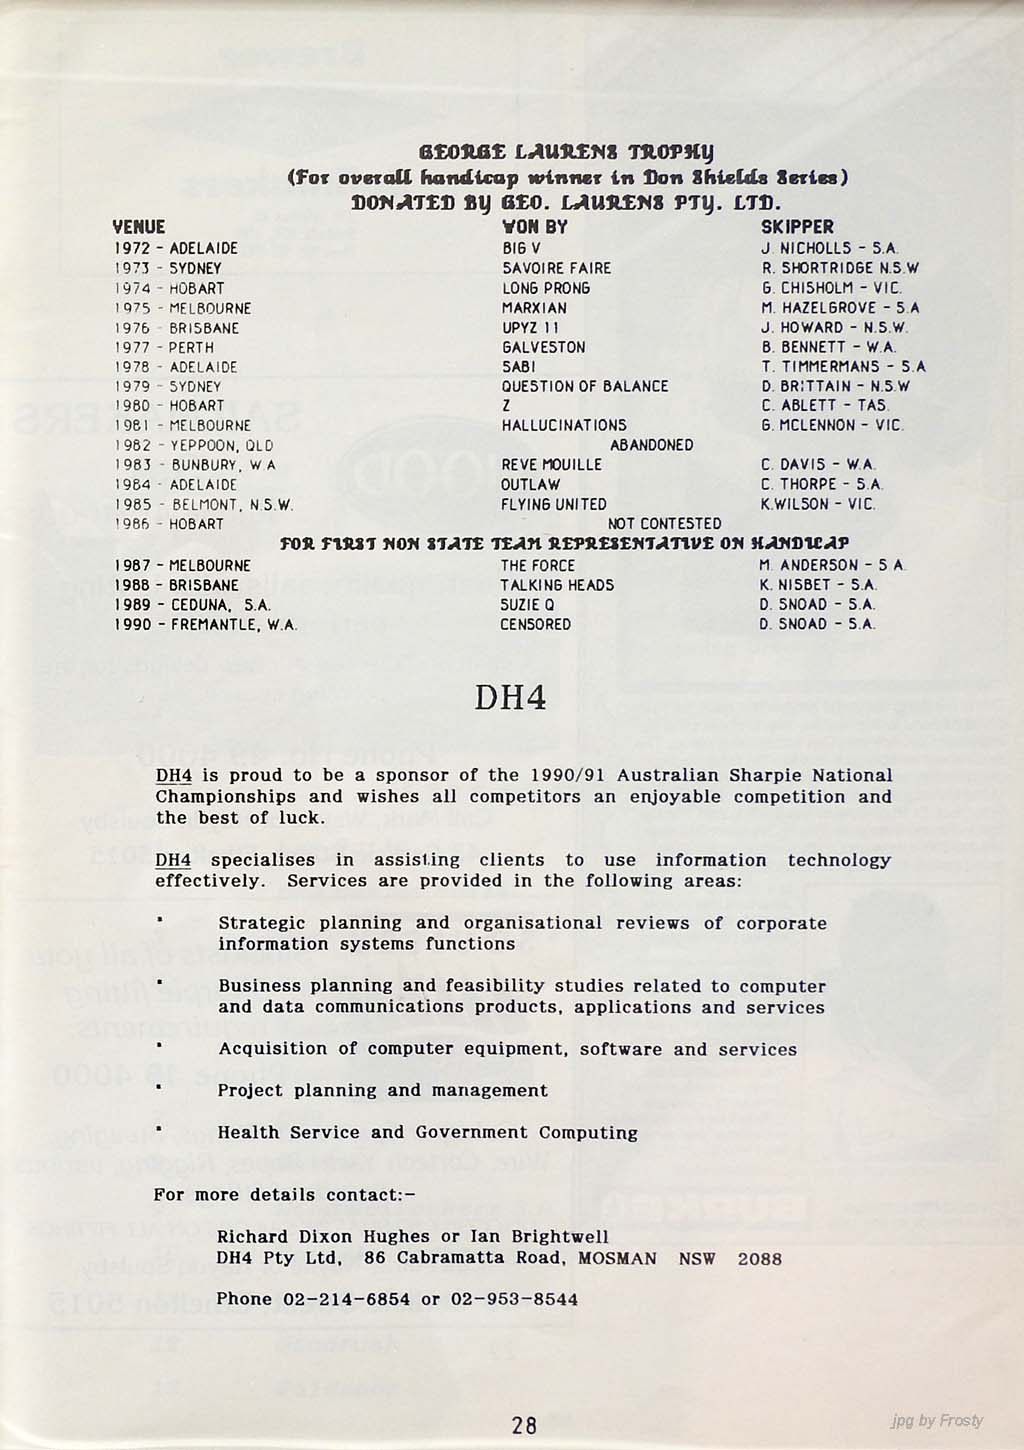 GEORGE LAURENS TROPHY
(For overall handicap winner in Don Shields Series)
DONATED BY GEO. LAURENS PTY. LTD.
VENUE WON BY SKIPPER
1972 - ADELAIDE BIG V J. NICHOLLS - S.A.
1973 - SYDNEY SAVOIRE FAIRE R. SHORTRIDGE N.S.W
1974 - HOBART LONG PRONG G. CHISHOLM - VIC.
1975 - MELBOURNE MARXIAN M. HAZELGROVE - S.A
1976 - BRISBANE UPYZ 11 J. HOWARD - N.S.W.
1977 - PERTH GALVESTON B. BENNETT - W.A.
1978 - ADELAIDE SABI T. TIMMERMANS - S.A
1979 - SYDNEY QUESTION OF BALANCE D. BRITTAIN - N.S.W
1980 - HOBART Z C. ABLETT - TAS.
1981 - MELBOURNE HALLUCINATIONS G. MCLENNON - VIC.
1982 - YEPPOON, QLD ABANDONED
1983 - BUNBURY, W.A REVE MOUILLE C. DAVIS - W.A.
1984 - ADELAIDE OUTLAW C. THORPE - S.A.
1985 - BELMONT, N.S.W. FLYING UNITED K.WILSON - VIC.
1986 - HOBART NOT CONTESTED
FOR FIRST NON STATE TEAM REPRESENTATIVE ON HANDICAP
1987 - MELBOURNE THE FORCE M. ANDERSON - S.A.
1988 - BRISBANE TALKING HEADS K. NISBET - S.A.
1989 - CEDUNA, S.A. SUZIE Q D. SNOAD - S.A.
1990 - FREMANTLE, W.A. CENSORED D. SNOAD - S.A.
DH4
DH4 is proud to be a sponsor of the 1990/91 Australian Sharpie National
Championships and wishes all competitors an enjoyable competition and
the best of luck.
DH4 specialises in assisting clients to use information technology
effectively. Services are provided in the following areas:
* Strategic planning and organisational reviews of corporate
information systems functions
* Business planning and feasibility studies related to computer
and data communications products, applications and services
* Acquisition of computer equipment, software and services
* Project planning and management
* Health Service and Government Computing
For more details contact:-
Richard Dixon Hughes or Ian Brightwell
DH4 Pty Ltd, 86 Cabramatta Road, MOSMAN NSW 2088
Phone 02-214-6854 or 02-953-8544
28
jpg by Frosty